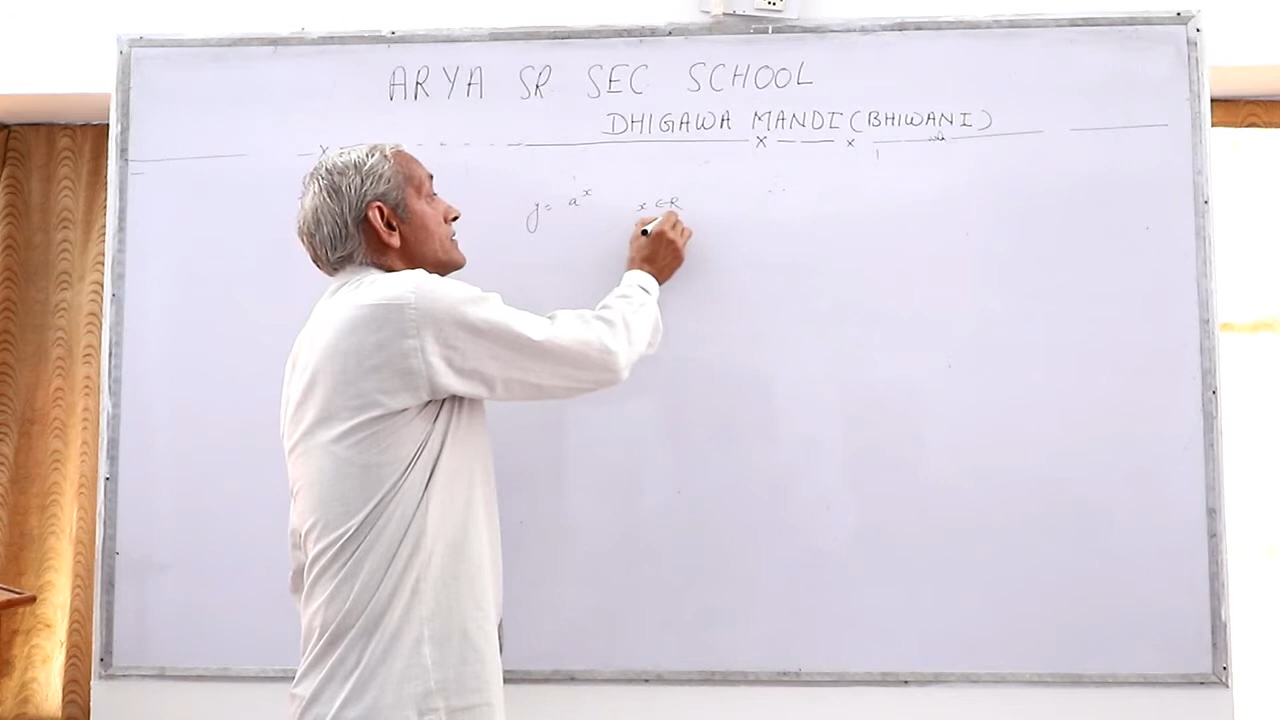 ARYA SR SEC SCHOOL
DHIGAWA MANDI (BHIWANI)
y = a^x x ∈ R